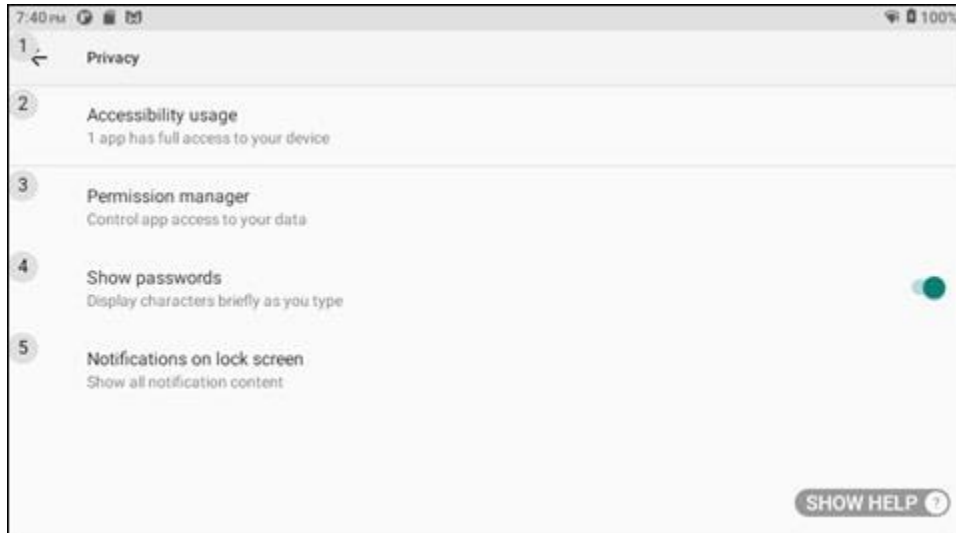 7:40 PM 100%
1 Privacy
2 Accessibility usage
1 app has full access to your device
3 Permission manager
Control app access to your data
4 Show passwords
Display characters briefly as you type
5 Notifications on lock screen
Show all notification content
SHOW HELP ?